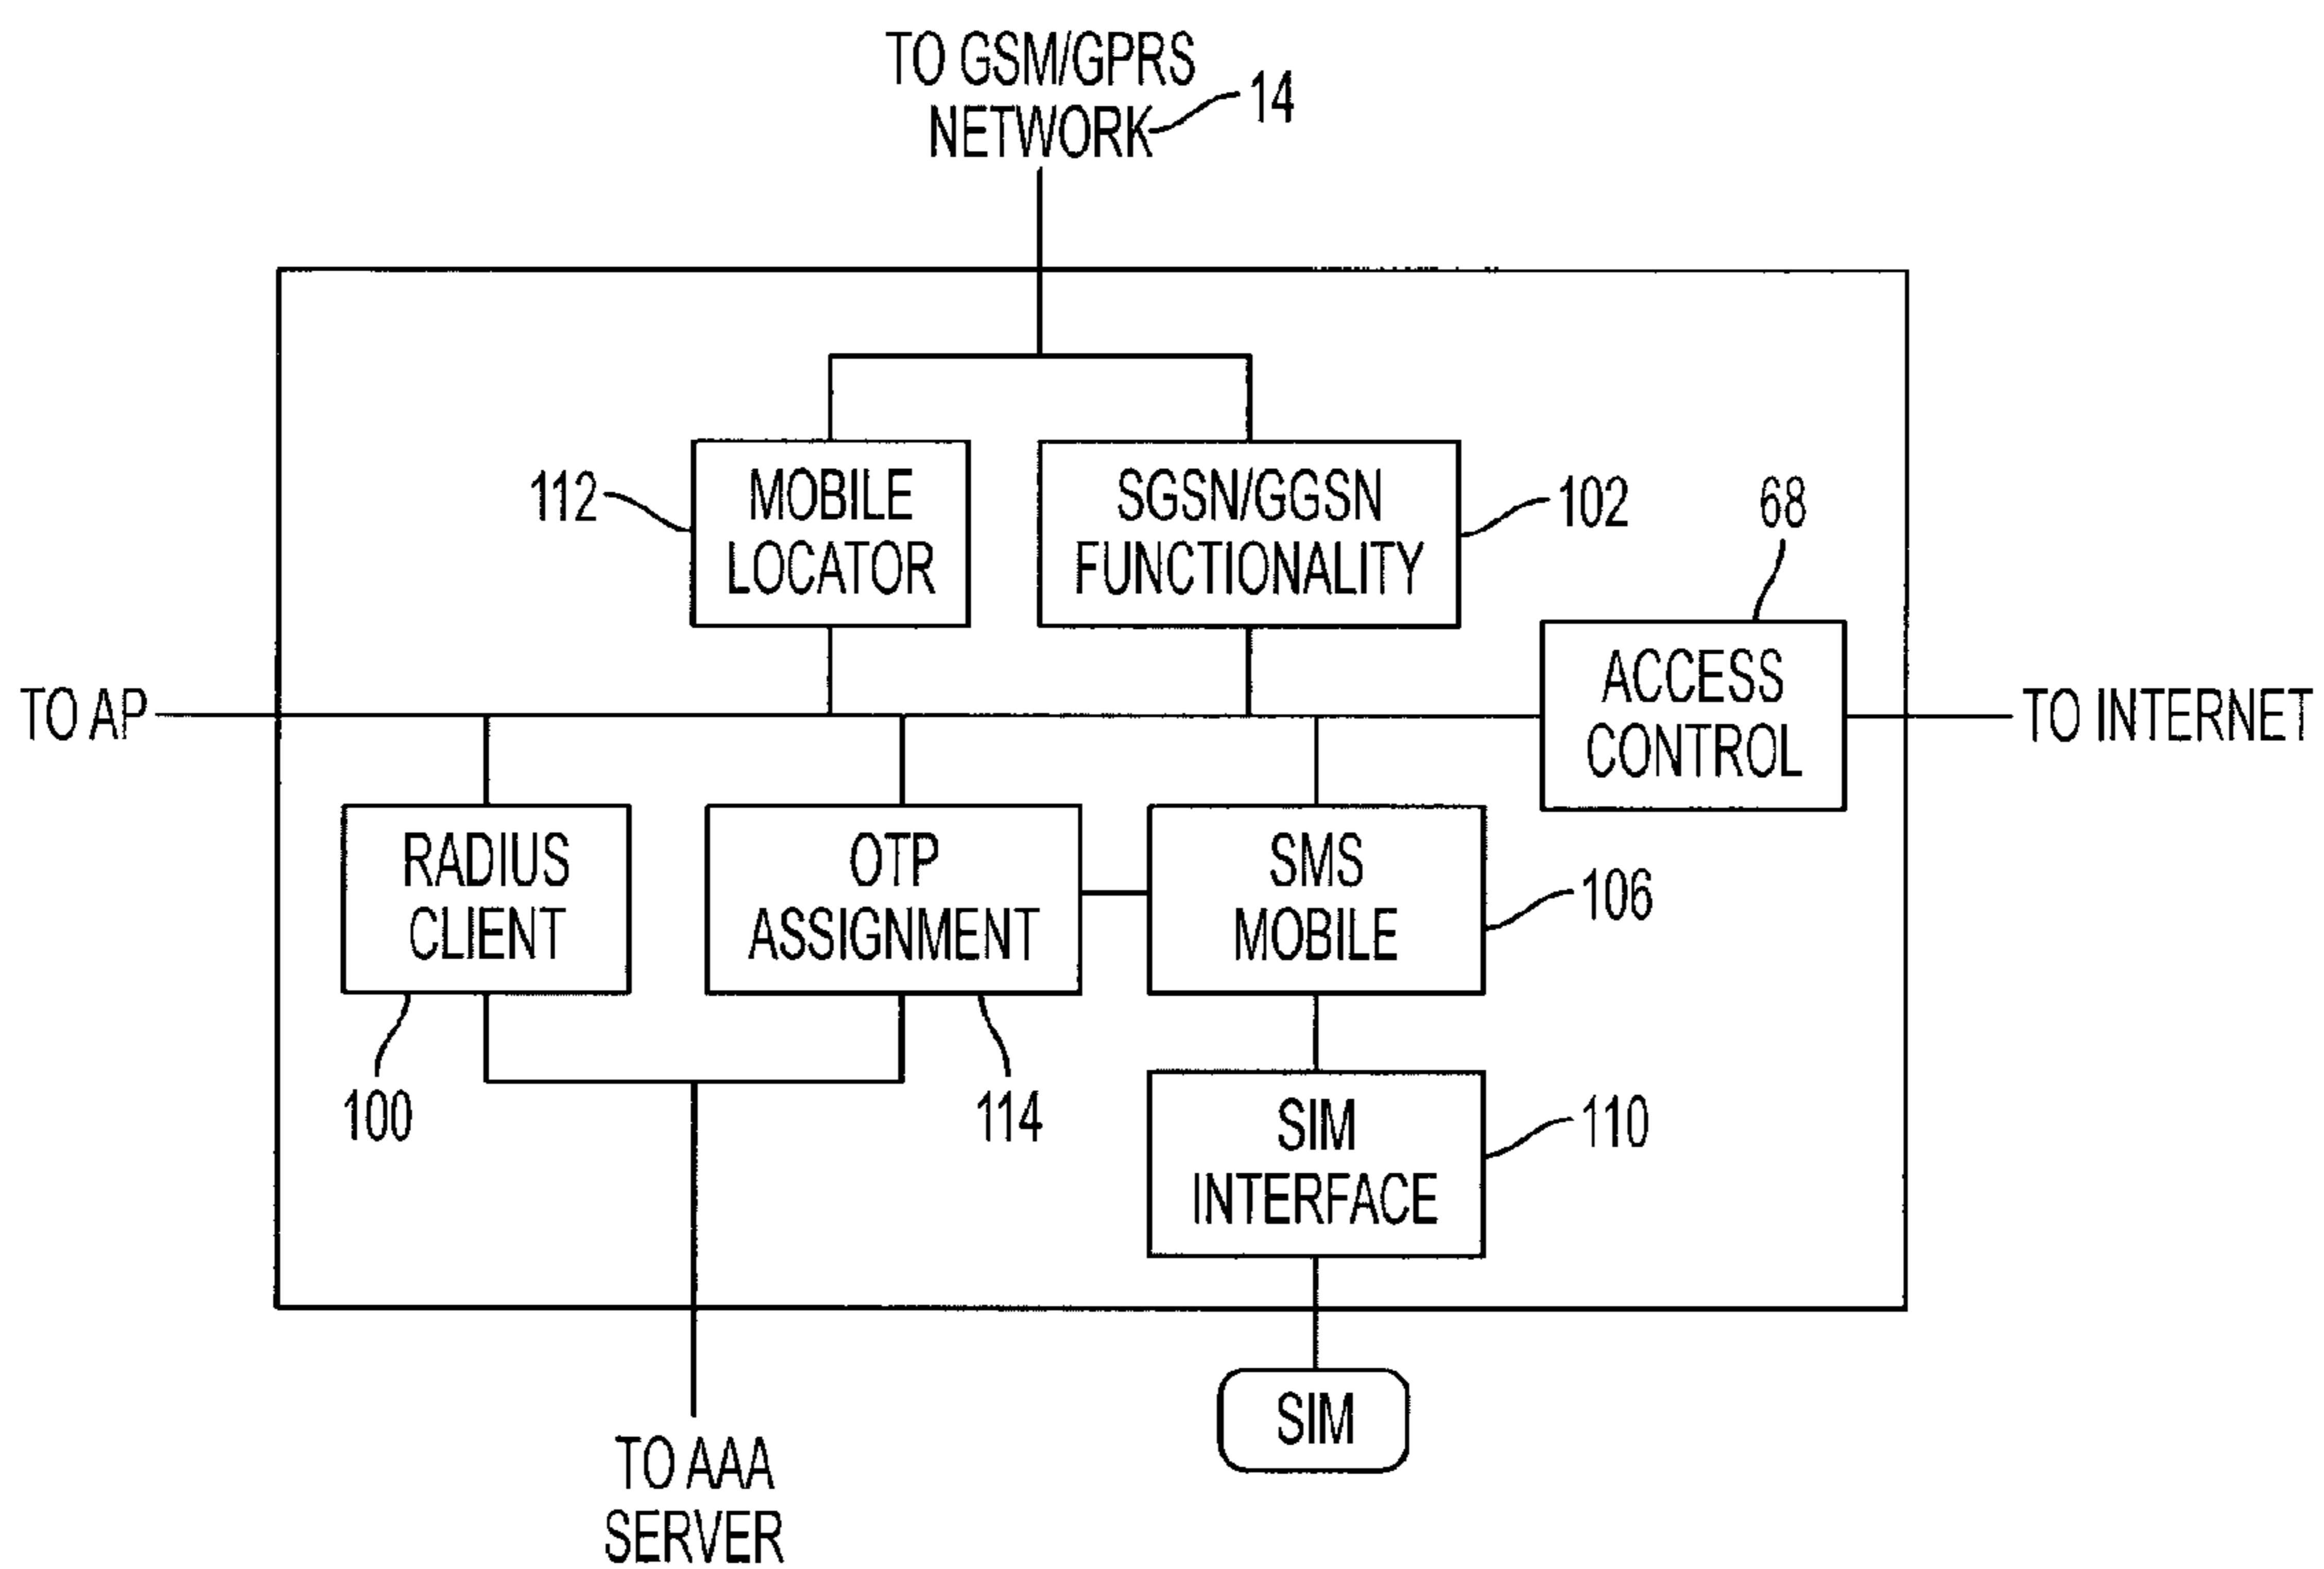 TO GSM/GPRS
NETWORK 14
MOBILE
LOCATOR
112
SGSN/GGSN
FUNCTIONALITY
102
68
ACCESS
CONTROL
TO AP
TO INTERNET
RADIUS
CLIENT
OTP
ASSIGNMENT
SMS
MOBILE
106
100
114
SIM
INTERFACE
110
SIM
TO AAA
SERVER